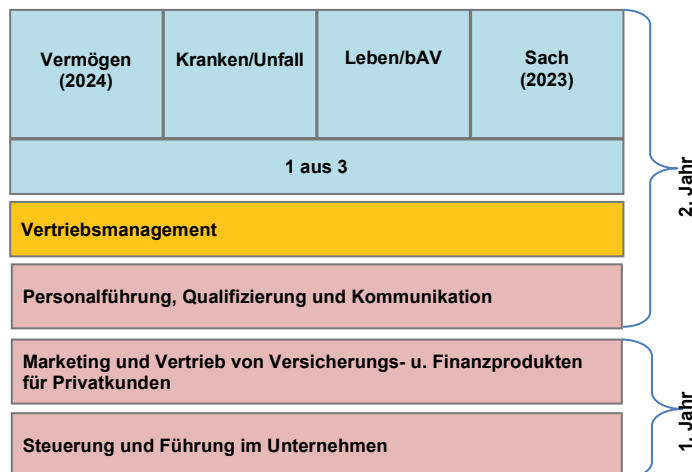 Vermögen
(2024)
Kranken/Unfall
Leben/bAV
Sach
(2023)
1 aus 3
Vertriebsmanagement
Personalführung, Qualifizierung und Kommunikation
2. Jahr
Marketing und Vertrieb von Versicherungs- u. Finanzprodukten
für Privatkunden
Steuerung und Führung im Unternehmen
1. Jahr